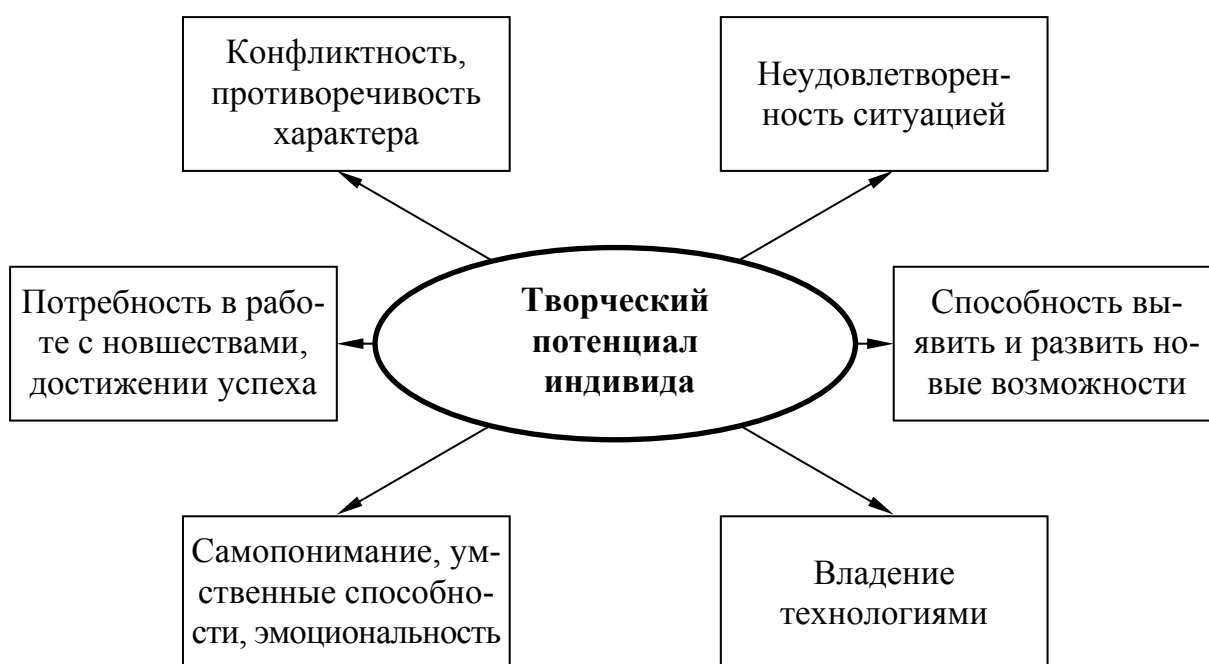 Конфликтность,
противоречивость
характера
Неудовлетворен-
ность ситуацией
Потребность в рабо-
те с новшествами,
достижении успеха
Творческий
потенциал
индивида
Способность вы-
явить и развить но-
вые возможности
Самопонимание, ум-
ственные способно-
сти, эмоциональность
Владение
технологиями